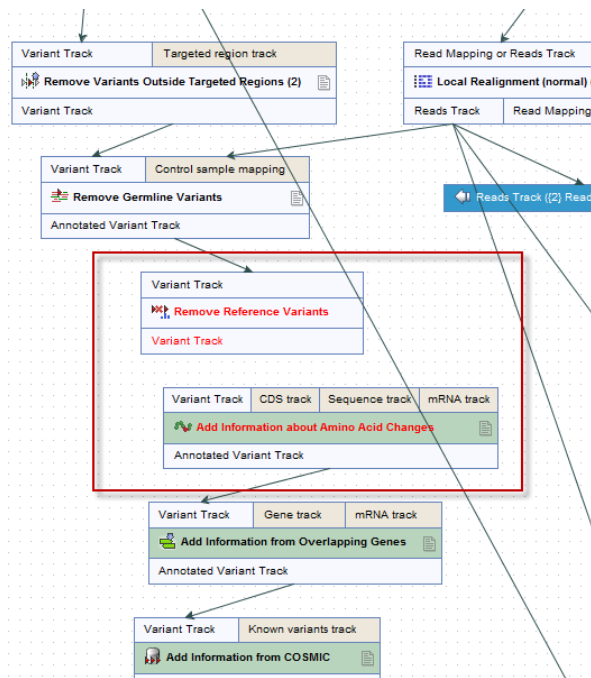 Variant Track Targeted region track
Remove Variants Outside Targeted Regions (2)
Variant Track
Read Mapping or Reads Track
Local Realignment (normal)
Reads Track Read Mapping
Variant Track Control sample mapping
Remove Germline Variants
Annotated Variant Track
Reads Track ({2} Read
Variant Track
Remove Reference Variants
Variant Track
Variant Track CDS track Sequence track mRNA track
Add Information about Amino Acid Changes
Annotated Variant Track
Variant Track Gene track mRNA track
Add Information from Overlapping Genes
Annotated Variant Track
Variant Track Known variants track
Add Information from COSMIC